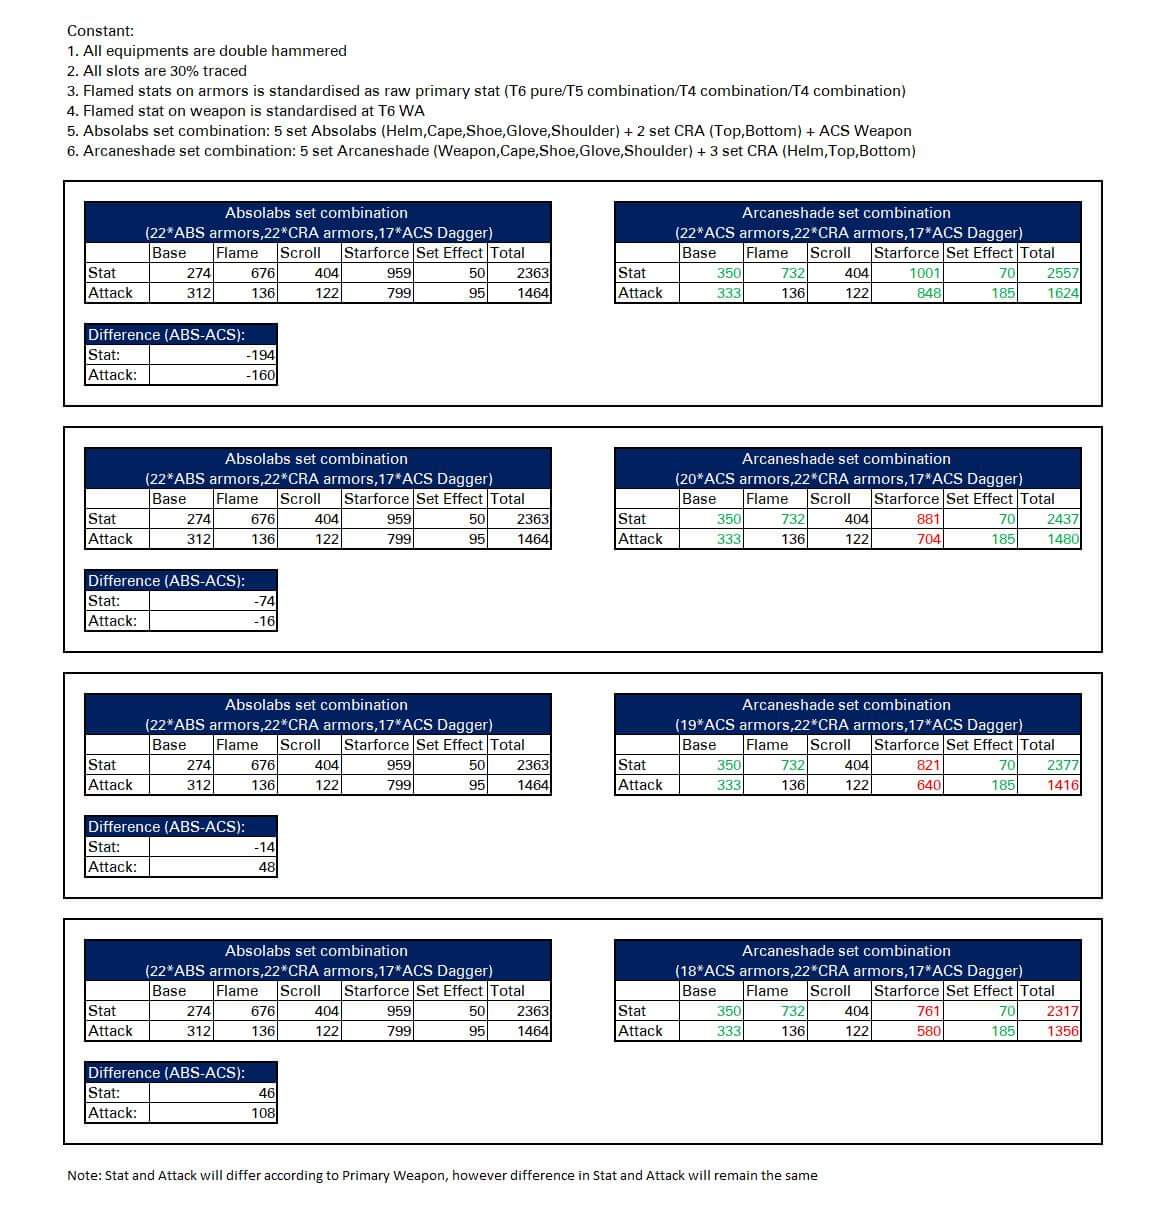 Constant:
1. All equipments are double hammered
2. All slots are 30% traced
3. Flamed stats on armors is standardised as raw primary stat (T6 pure/T5 combination/T4 combination/T4 combination)
4. Flamed stat on weapon is standardised at T6 WA
5. Absolabs set combination: 5 set Absolabs (Helm,Cape,Shoe,Glove,Shoulder) + 2 set CRA (Top,Bottom) + ACS Weapon
6. Arcaneshade set combination: 5 set Arcaneshade (Weapon,Cape,Shoe,Glove,Shoulder) + 3 set CRA (Helm,Top,Bottom)
Absolabs set combination
(22*ABS armors,22*CRA armors,17*ACS Dagger)
Base Flame Scroll Starforce Set Effect Total
Stat 274 676 404 959 50 2363
Attack 312 136 122 799 95 1464
Arcaneshade set combination
(22*ACS armors,22*CRA armors,17*ACS Dagger)
Base Flame Scroll Starforce Set Effect Total
Stat 350 732 404 1001 70 2557
Attack 333 136 122 848 185 1624
Difference (ABS-ACS):
Stat: -194
Attack: -160
Absolabs set combination
(22*ABS armors,22*CRA armors,17*ACS Dagger)
Base Flame Scroll Starforce Set Effect Total
Stat 274 676 404 959 50 2363
Attack 312 136 122 799 95 1464
Arcaneshade set combination
(20*ACS armors,22*CRA armors,17*ACS Dagger)
Base Flame Scroll Starforce Set Effect Total
Stat 350 732 404 881 70 2437
Attack 333 136 122 704 185 1480
Difference (ABS-ACS):
Stat: -74
Attack: -16
Absolabs set combination
(22*ABS armors,22*CRA armors,17*ACS Dagger)
Base Flame Scroll Starforce Set Effect Total
Stat 274 676 404 959 50 2363
Attack 312 136 122 799 95 1464
Arcaneshade set combination
(19*ACS armors,22*CRA armors,17*ACS Dagger)
Base Flame Scroll Starforce Set Effect Total
Stat 350 732 404 821 70 2377
Attack 333 136 122 640 185 1416
Difference (ABS-ACS):
Stat: -14
Attack: 48
Absolabs set combination
(22*ABS armors,22*CRA armors,17*ACS Dagger)
Base Flame Scroll Starforce Set Effect Total
Stat 274 676 404 959 50 2363
Attack 312 136 122 799 95 1464
Arcaneshade set combination
(18*ACS armors,22*CRA armors,17*ACS Dagger)
Base Flame Scroll Starforce Set Effect Total
Stat 350 732 404 761 70 2317
Attack 333 136 122 580 185 1356
Difference (ABS-ACS):
Stat: 46
Attack: 108
Note: Stat and Attack will differ according to Primary Weapon, however difference in Stat and Attack will remain the same